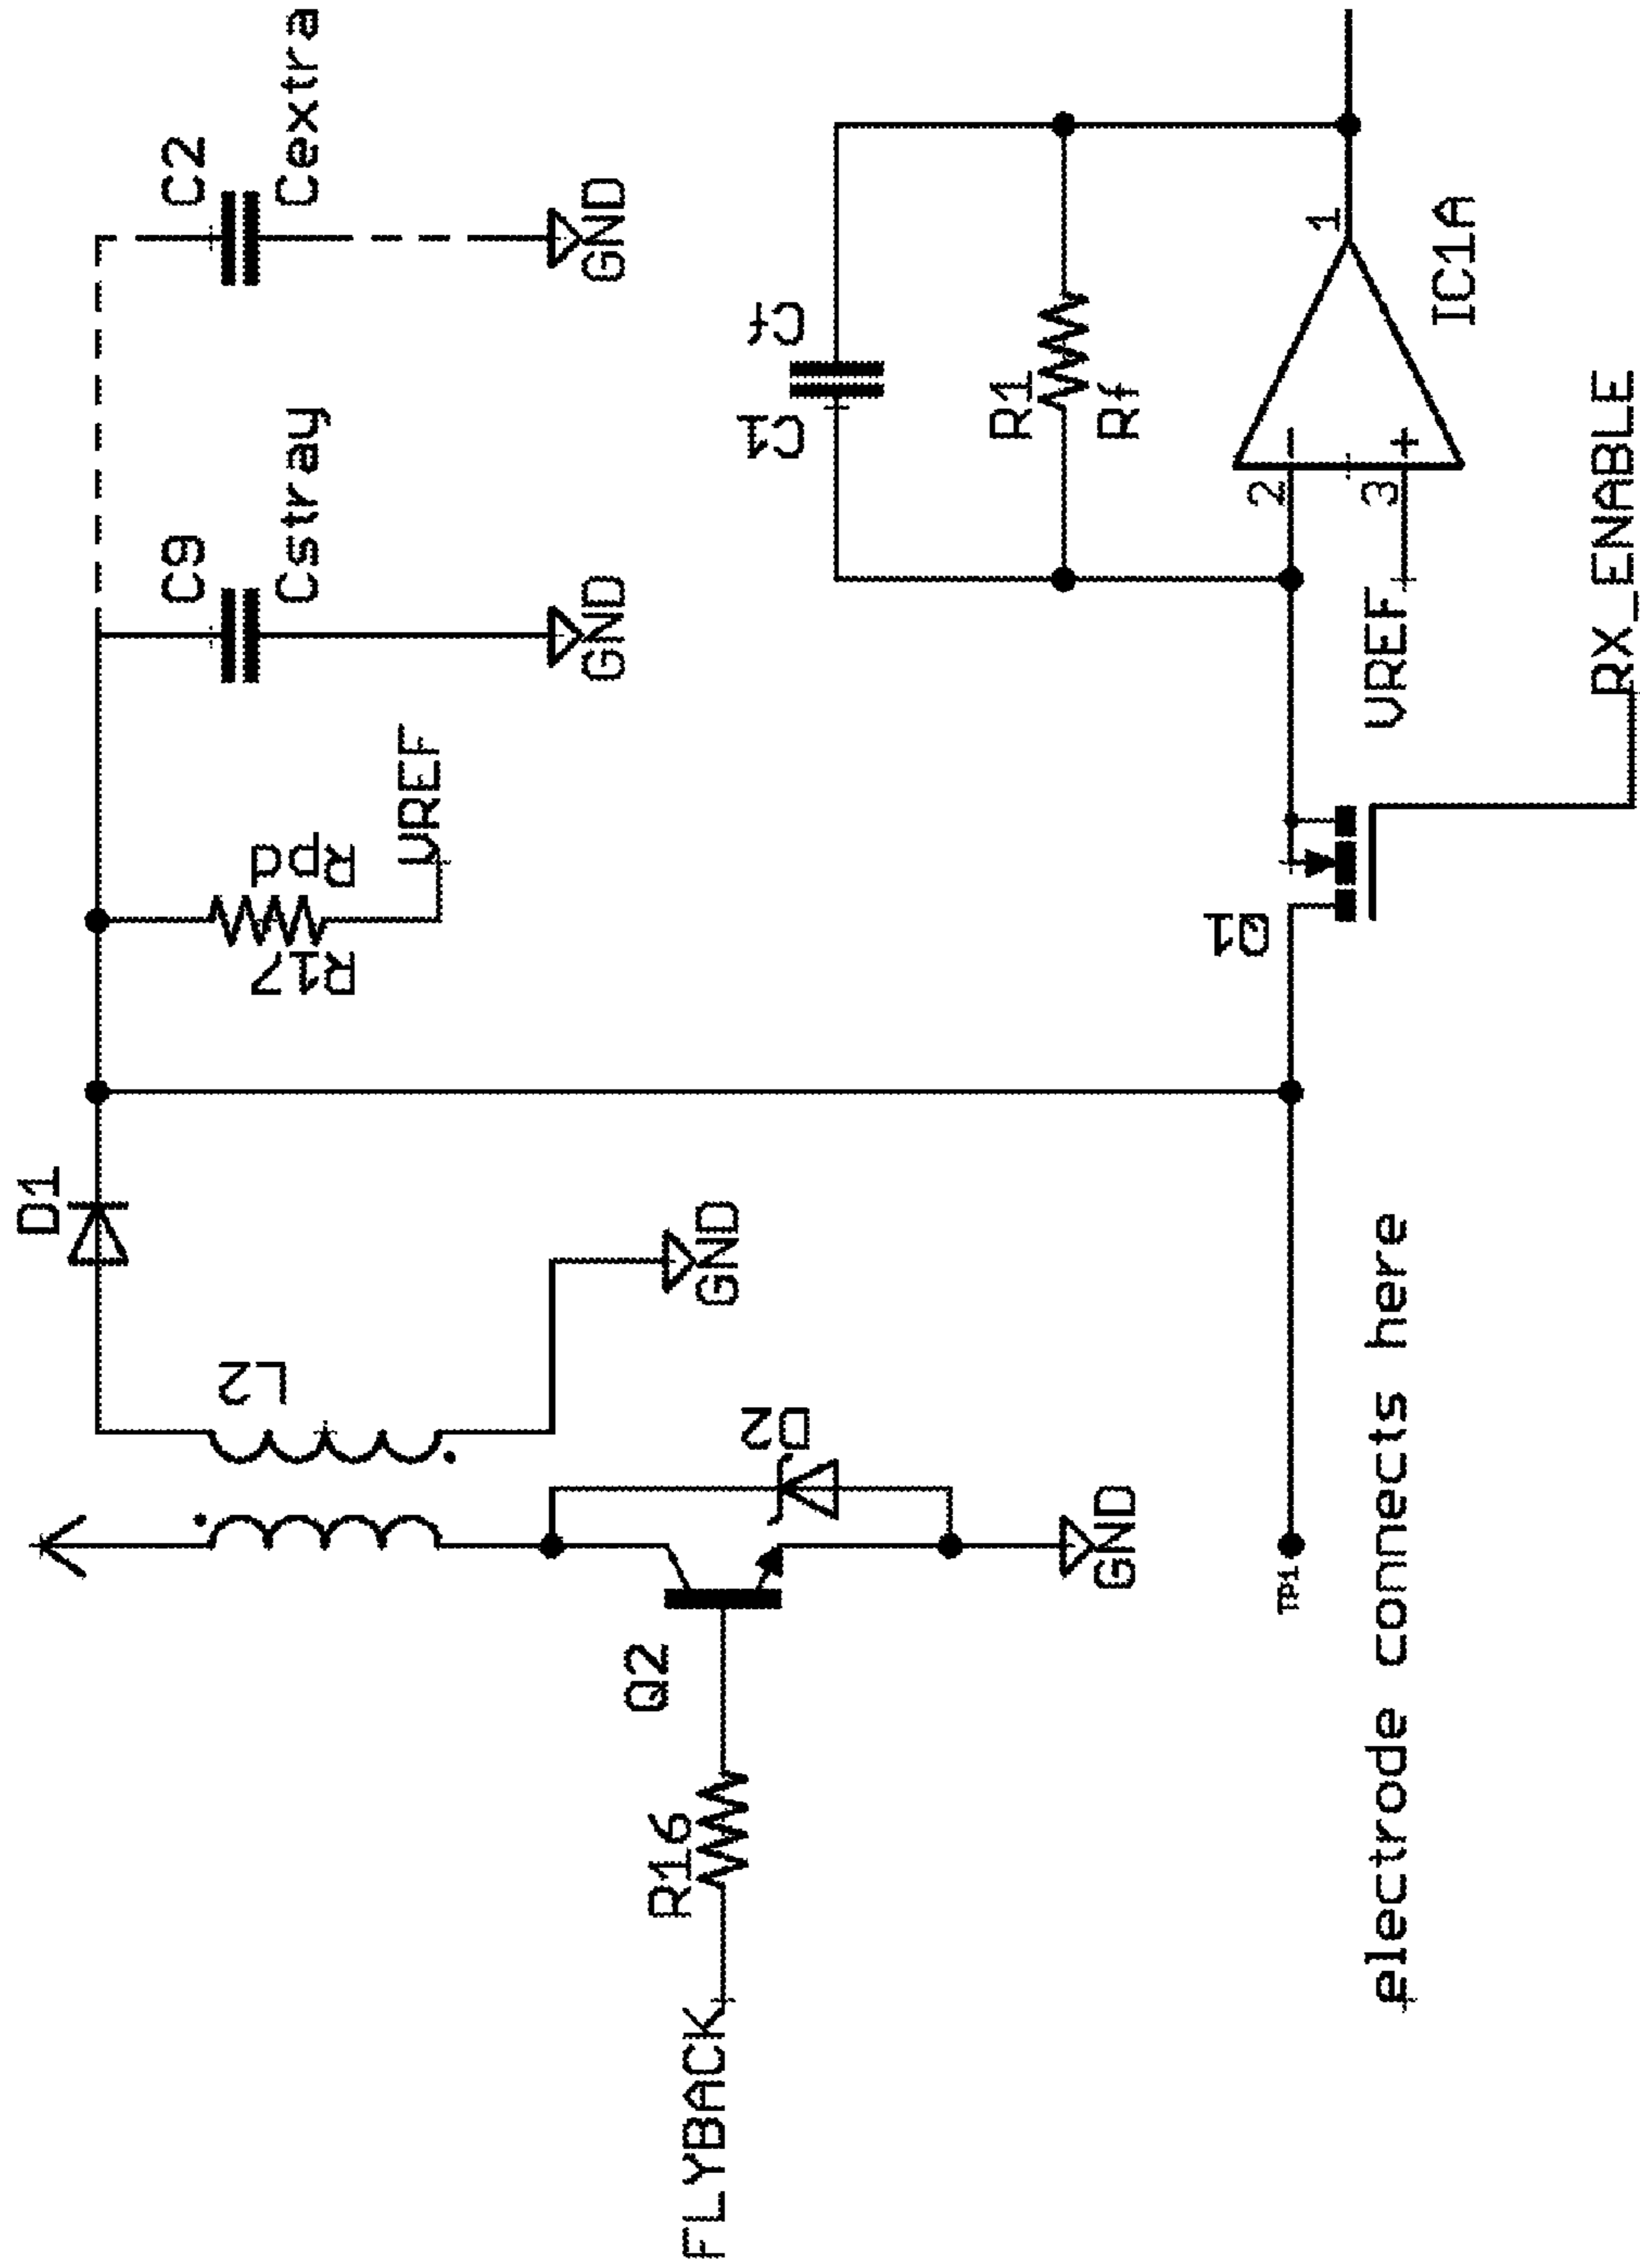 D1
C9
Cstray
C2
Cextra
L2
R17
Rpd
VREF
GND
GND
GND
D2
Q2
R16
FLYBACK
GND
C1
Cf
R1
Rf
2
3
1
VREF
IC1A
Q1
RX_ENABLE
TP1
electrode connects here